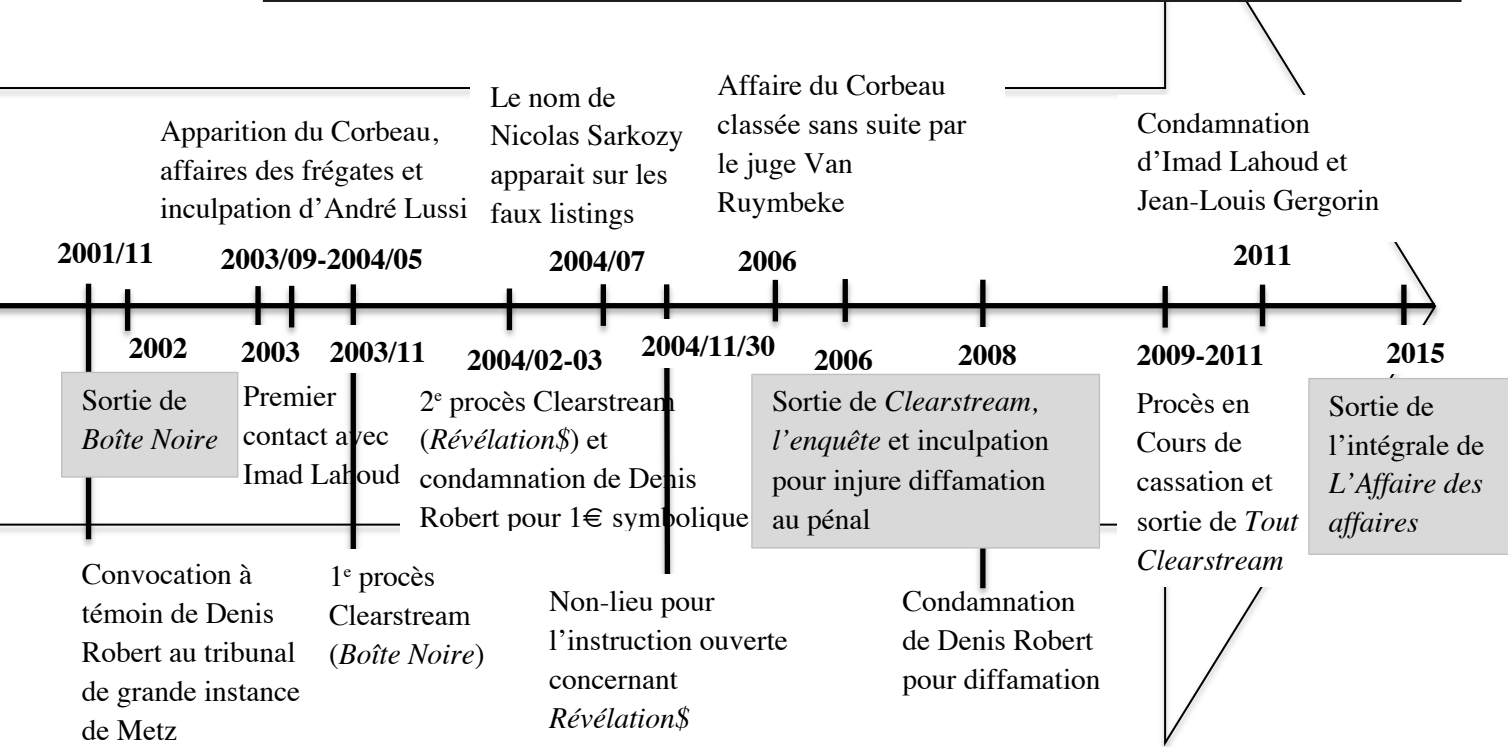 Apparition du Corbeau,
affaires des frégates et
inculpation d’André Lussi
Le nom de
Nicolas Sarkozy
apparait sur les
faux listings
Affaire du Corbeau
classée sans suite par
le juge Van
Ruymbeke
Condamnation
d’Imad Lahoud et
Jean-Louis Gergorin
2001/11
2003/09-2004/05
2004/07
2006
2011
2002
2003
2003/11
2004/02-03
2004/11/30
2006
2008
2009-2011
2015
Sortie de
Boîte Noire
Premier
contact avec
Imad Lahoud
2e procès Clearstream
(Révélation$) et
condamnation de Denis
Robert pour 1€ symbolique
Sortie de Clearstream,
l’enquête et inculpation
pour injure diffamation
au pénal
Procès en
Cours de
cassation et
sortie de Tout
Clearstream
Sortie de
l’intégrale de
L’Affaire des
affaires
Convocation à
témoin de Denis
Robert au tribunal
de grande instance
de Metz
1e procès
Clearstream
(Boîte Noire)
Non-lieu pour
l’instruction ouverte
concernant
Révélation$
Condamnation
de Denis Robert
pour diffamation